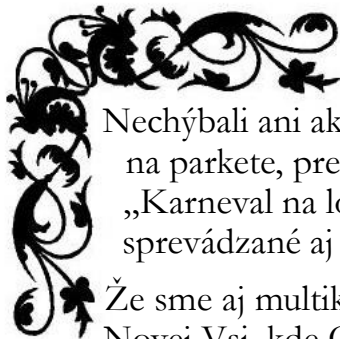 Nechýbali ani ak
na parkete, pre
„Karneval na lo
sprevádzané aj
Že sme aj multik
Novej Vsi, kde